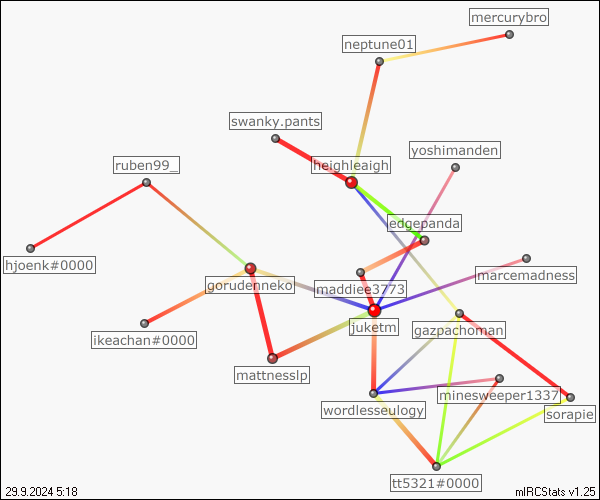 mercurybro
neptune01
swanky.pants
yoshimanden
ruben99_
heighleaigh
ledgepanda
hjoenk#0000
marcemadness
gorudenneko
maddiee3773
juketm
gazpachoman
ikeachan#0000
mattnesslp
minesweeper1337
wordlesseulogy
sorapie
tt5321#0000
29.9.2024 5:18
mIRCStats v1.25